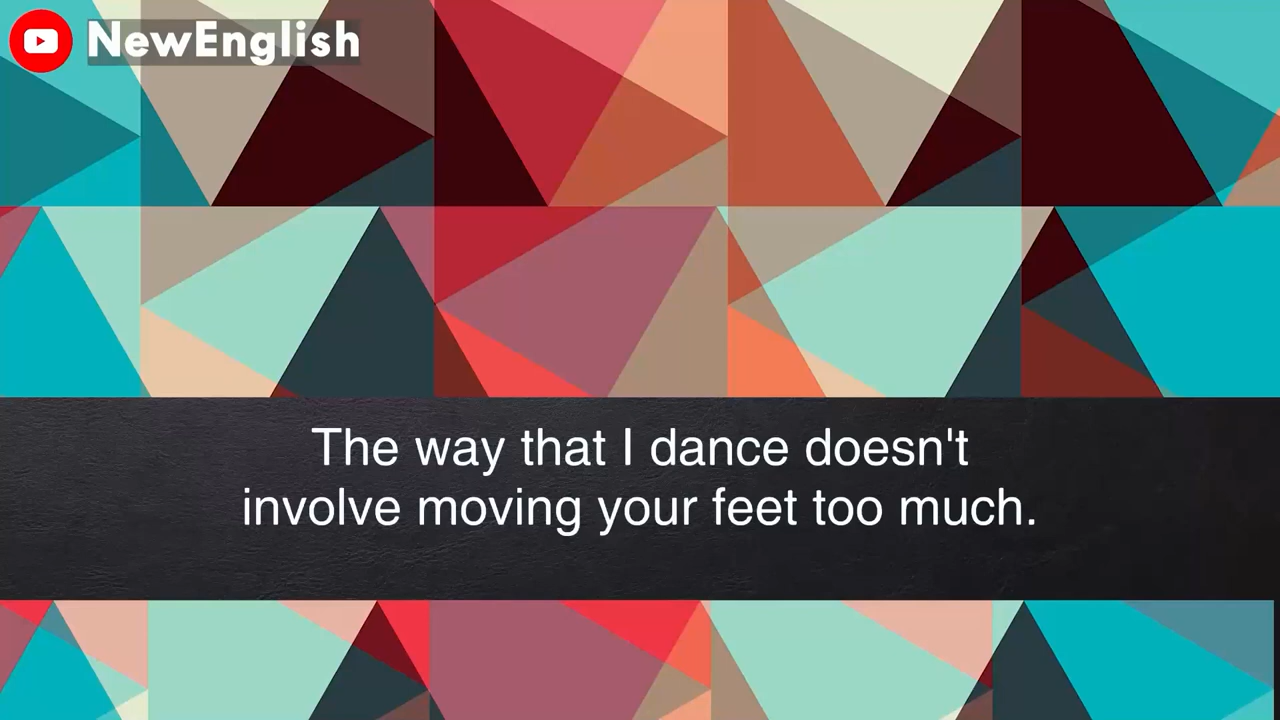 NewEnglish
The way that I dance doesn't
involve moving your feet too much.